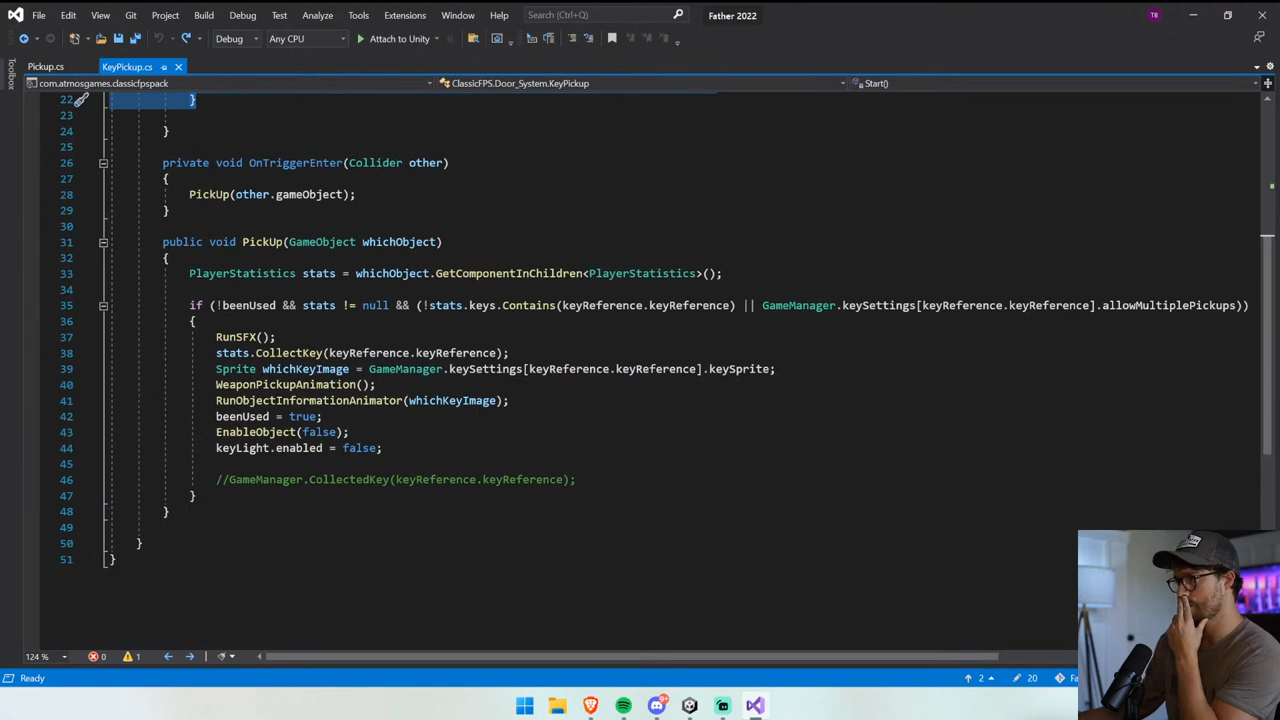 File Edit View Git Project Build Debug Test Analyze Tools Extensions Window Help Search (Ctrl+Q) Father 2022 TB
Debug Any CPU Attach to Unity
Toolbox
Pickup.cs KeyPickup.cs
com.atmosgames.classicfpspack ClassicFPS.Door_System.KeyPickup Start()
22 }
23
24 }
25
26 private void OnTriggerEnter(Collider other)
27 {
28 PickUp(other.gameObject);
29 }
30
31 public void PickUp(GameObject whichObject)
32 {
33 PlayerStatistics stats = whichObject.GetComponentInChildren<PlayerStatistics>();
34
35 if (!beenUsed && stats != null && (!stats.keys.Contains(keyReference.keyReference) || GameManager.keySettings[keyReference.keyReference].allowMultiplePickups))
36 {
37 RunSFX();
38 stats.CollectKey(keyReference.keyReference);
39 Sprite whichKeyImage = GameManager.keySettings[keyReference.keyReference].keySprite;
40 WeaponPickupAnimation();
41 RunObjectInformationAnimator(whichKeyImage);
42 beenUsed = true;
43 EnableObject(false);
44 keyLight.enabled = false;
45
46 //GameManager.CollectedKey(keyReference.keyReference);
47 }
48 }
49
50 }
51 }
124 % 0 1
Ready 2 20 Fa
9+